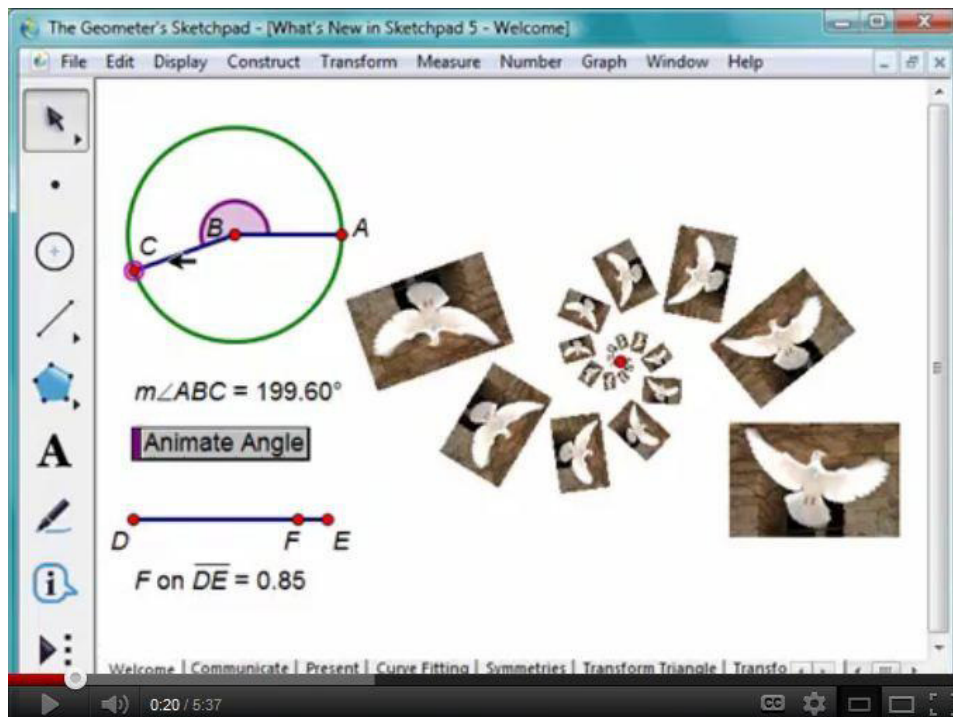 The Geometer's Sketchpad - [What's New in Sketchpad 5 - Welcome]
File Edit Display Construct Transform Measure Number Graph Window Help
B
A
C
m∠ABC = 199.60°
Animate Angle
D F E
F on DE = 0.85
A
i
Welcome Communicate Present Curve Fitting Symmetries Transform Triangle Transfo
0:20 / 5:37 CC